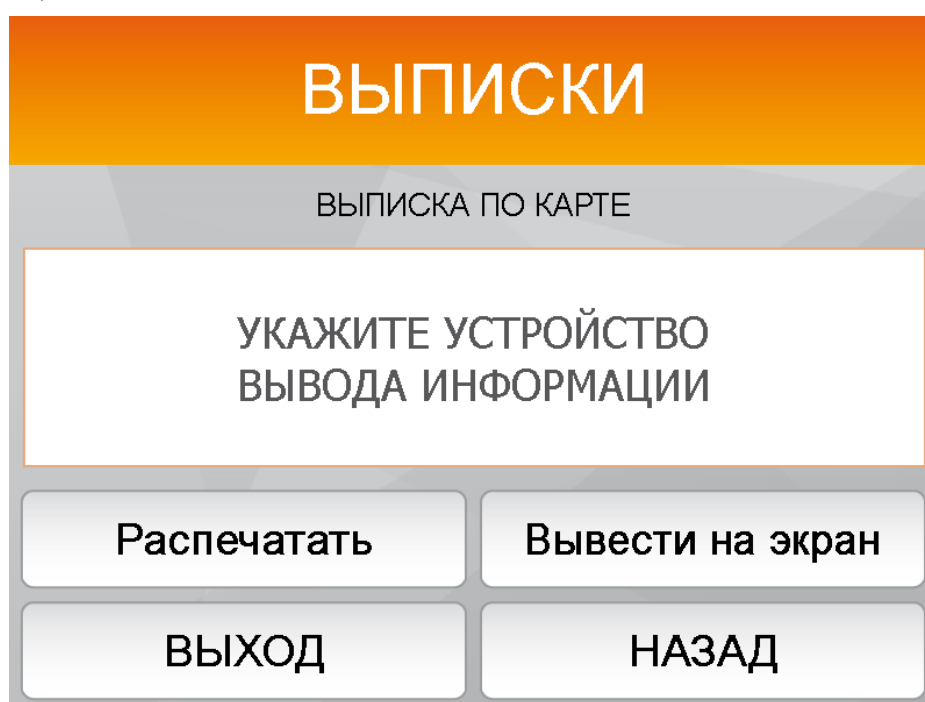 ВЫПИСКИ
ВЫПИСКА ПО КАРТЕ
УКАЖИТЕ УСТРОЙСТВО
ВЫВОДА ИНФОРМАЦИИ
Распечатать
Вывести на экран
ВЫХОД
НАЗАД